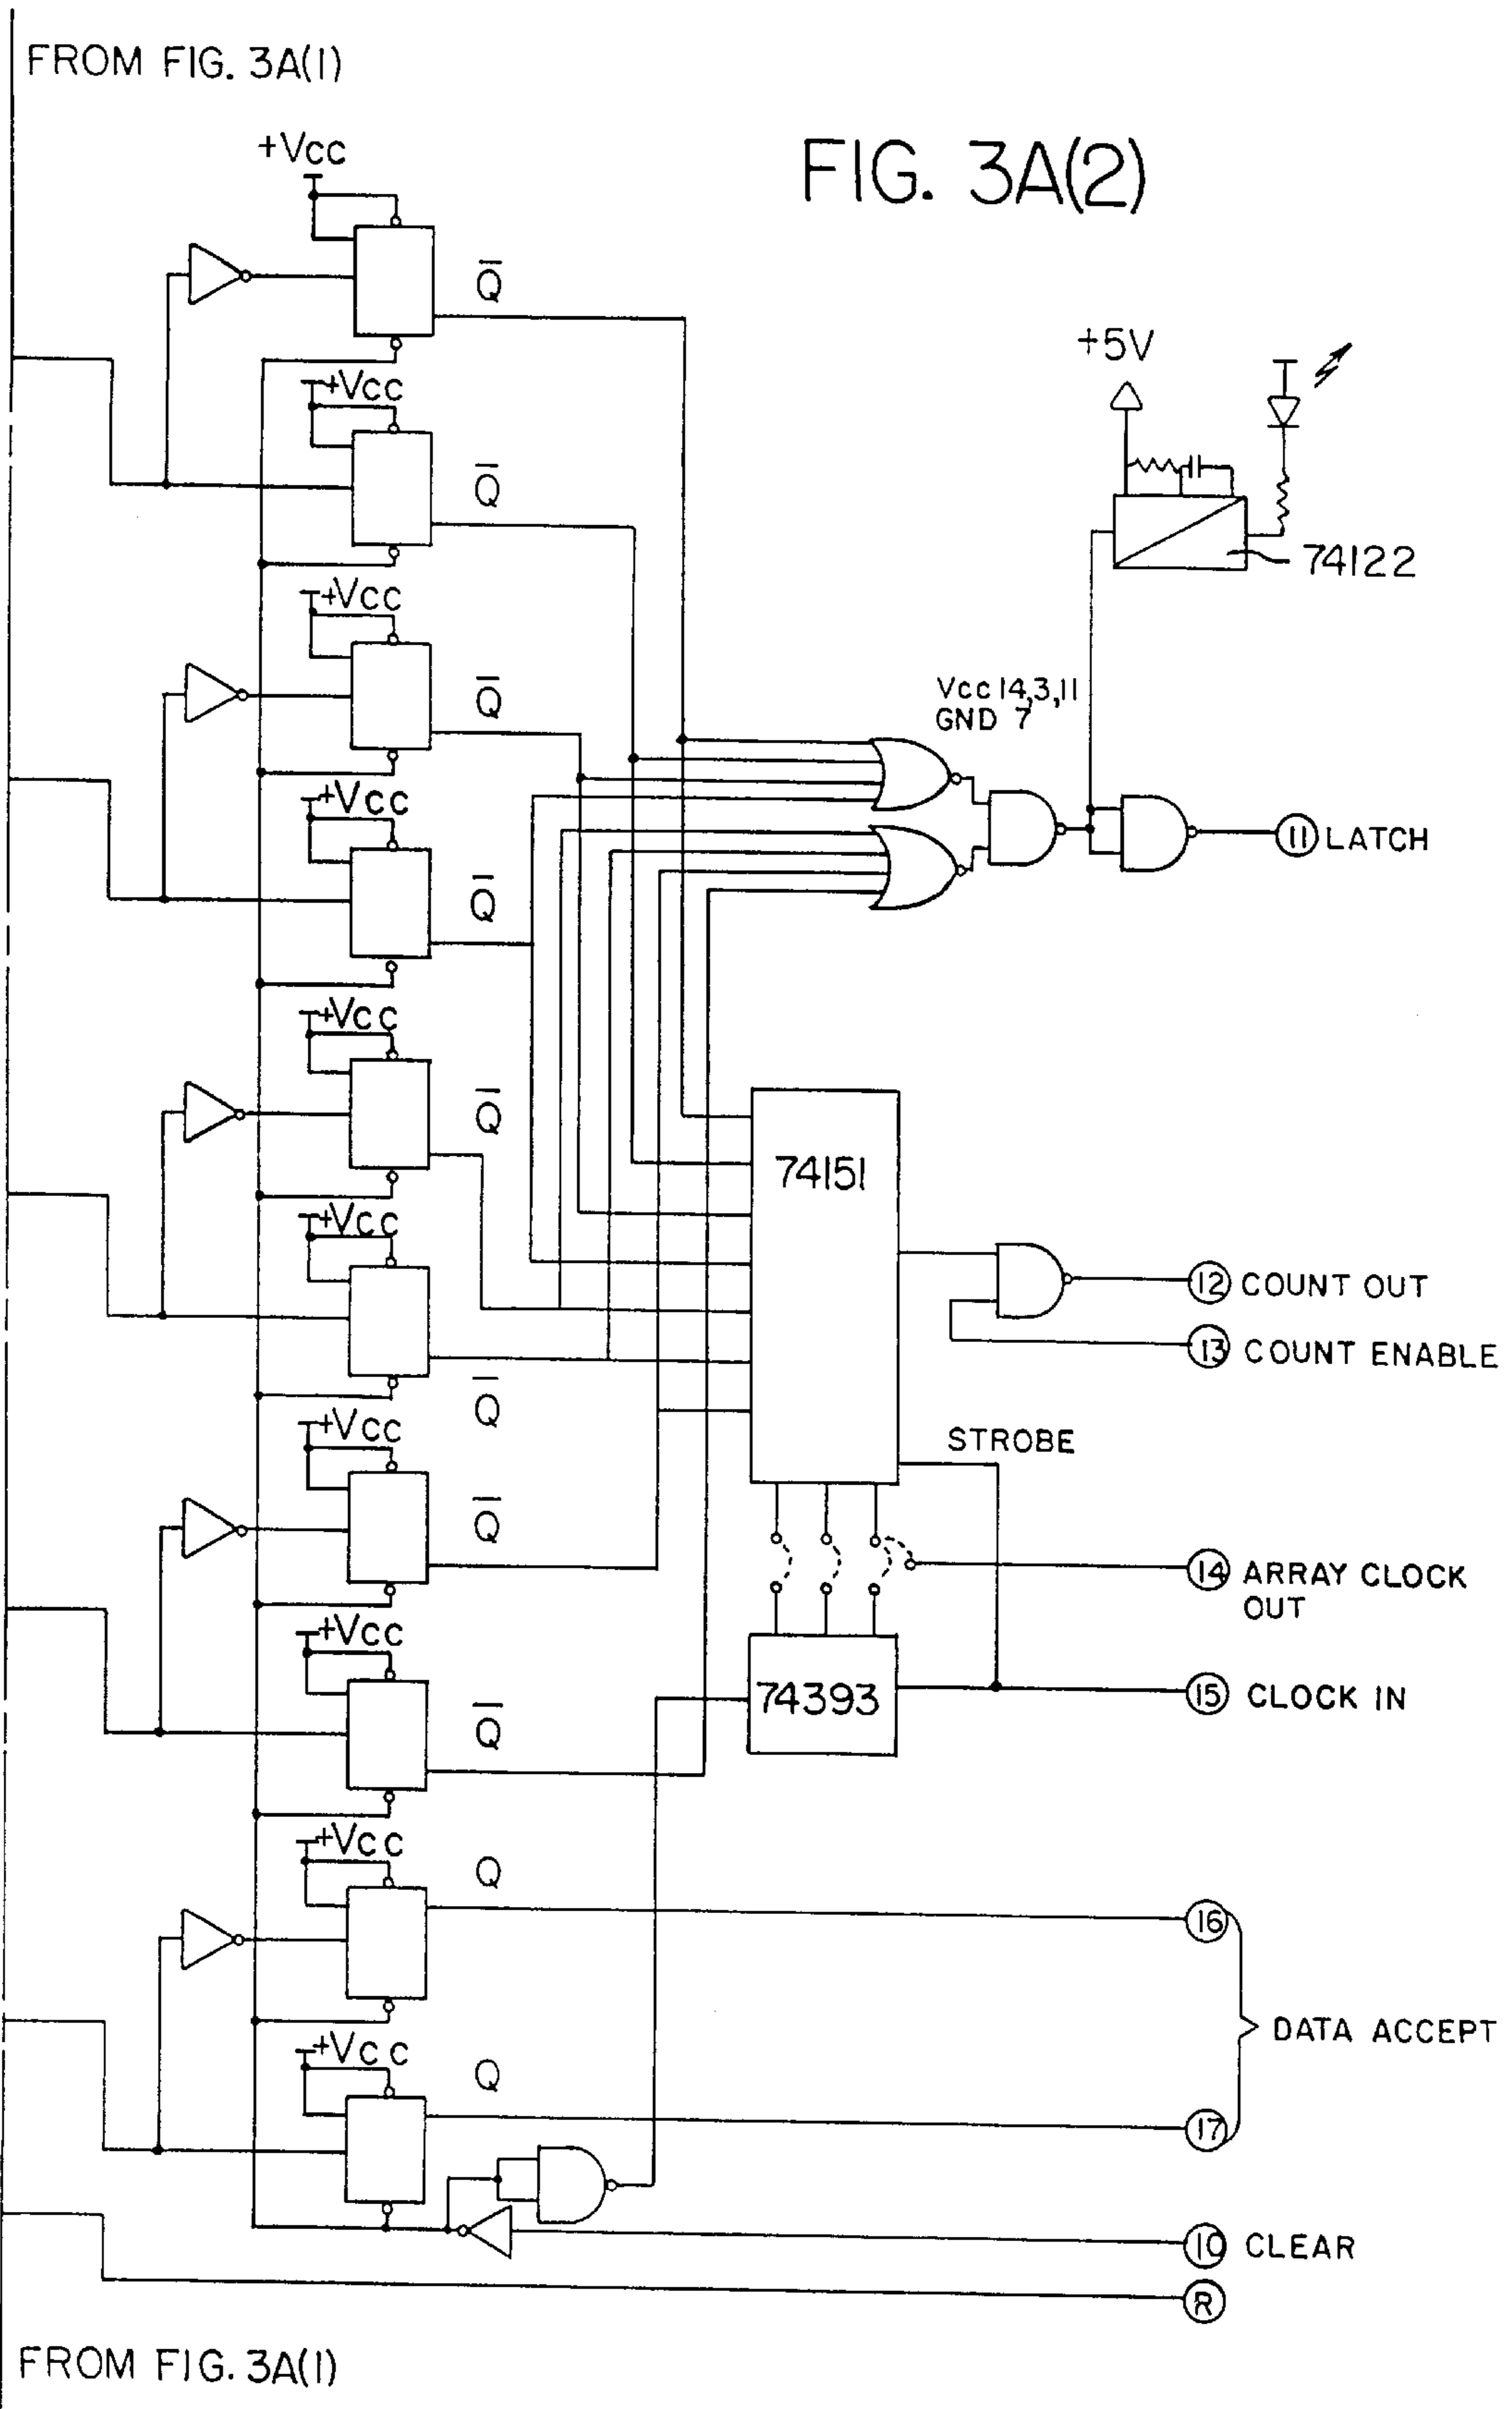 FROM FIG. 3A(1)
FIG. 3A(2)
+Vcc
Q̅
+5V
+Vcc
Q̅
74122
+Vcc
Q̅
Vcc 14,3,11
GND 7
+Vcc
11 LATCH
Q̅
+Vcc
Q̅
74151
+Vcc
12 COUNT OUT
13 COUNT ENABLE
Q̅
+Vcc
STROBE
Q̅
14 ARRAY CLOCK
OUT
+Vcc
74393
15 CLOCK IN
Q̅
+Vcc
Q
16
DATA ACCEPT
+Vcc
Q
17
10 CLEAR
R
FROM FIG. 3A(1)